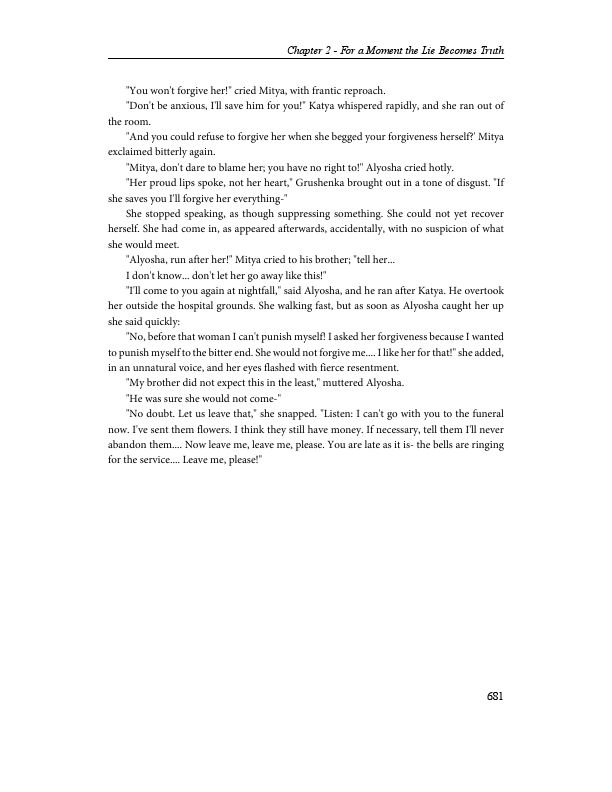 Chapter 2 - For a Moment the Lie Becomes Truth
"You won't forgive her!" cried Mitya, with frantic reproach.
"Don't be anxious, I'll save him for you!" Katya whispered rapidly, and she ran out of
the room.
"And you could refuse to forgive her when she begged your forgiveness herself?' Mitya
exclaimed bitterly again.
"Mitya, don't dare to blame her; you have no right to!" Alyosha cried hotly.
"Her proud lips spoke, not her heart," Grushenka brought out in a tone of disgust. "If
she saves you I'll forgive her everything-"
She stopped speaking, as though suppressing something. She could not yet recover
herself. She had come in, as appeared afterwards, accidentally, with no suspicion of what
she would meet.
"Alyosha, run after her!" Mitya cried to his brother; "tell her...
I don't know... don't let her go away like this!"
"I'll come to you again at nightfall," said Alyosha, and he ran after Katya. He overtook
her outside the hospital grounds. She walking fast, but as soon as Alyosha caught her up
she said quickly:
"No, before that woman I can't punish myself! I asked her forgiveness because I wanted
to punish myself to the bitter end. She would not forgive me.... I like her for that!" she added,
in an unnatural voice, and her eyes flashed with fierce resentment.
"My brother did not expect this in the least," muttered Alyosha.
"He was sure she would not come-"
"No doubt. Let us leave that," she snapped. "Listen: I can't go with you to the funeral
now. I've sent them flowers. I think they still have money. If necessary, tell them I'll never
abandon them.... Now leave me, leave me, please. You are late as it is- the bells are ringing
for the service.... Leave me, please!"
681